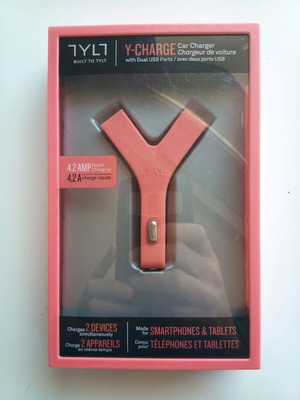 TYLT
BUILT TO TYLT
Y-CHARGE Car Charger
Chargeur de voiture
with Dual USB Ports / avec deux ports USB
TYLT
4.2 AMP Rapid Charging
4,2 A charge rapide
Charges 2 DEVICES
simultaneously
Charge 2 APPAREILS
en même temps
Made for SMARTPHONES & TABLETS
Conçu pour TÉLÉPHONES ET TABLETTES